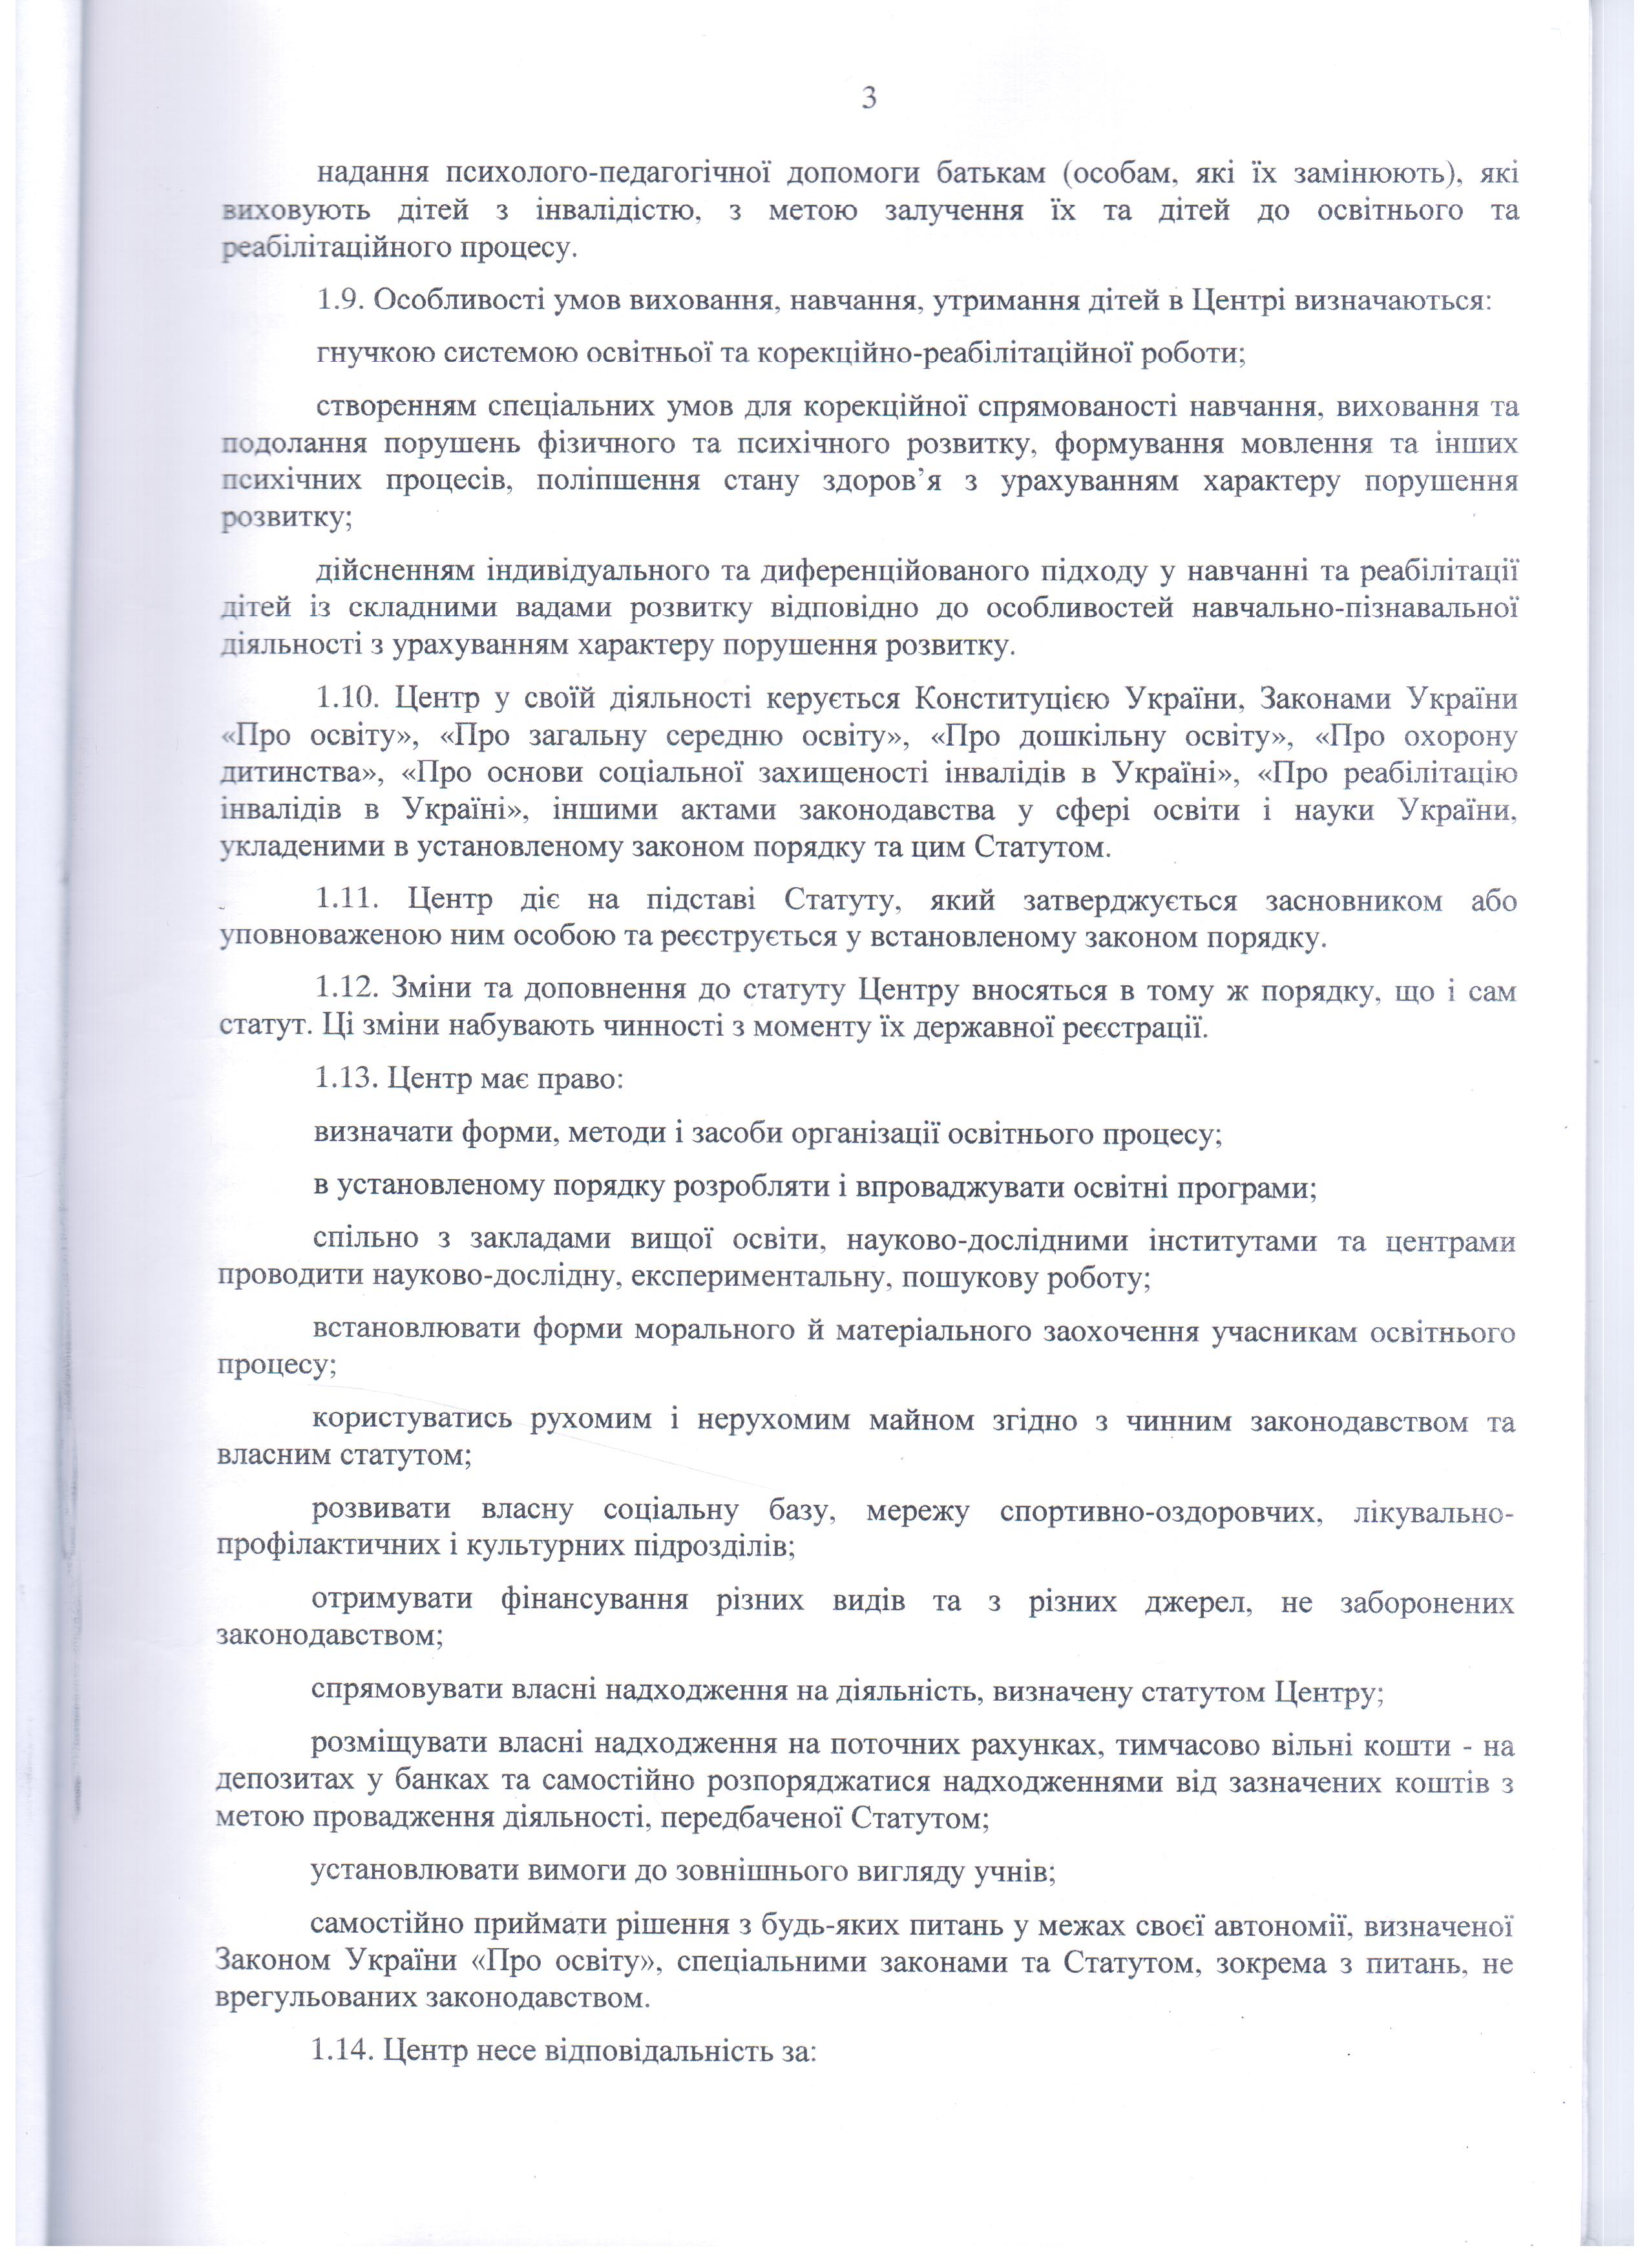 3
надання психолого-педагогічної допомоги батькам (особам, які їх замінюють), які
виховують дітей з інвалідістю, з метою залучення їх та дітей до освітнього та
реабілітаційного процесу.
1.9. Особливості умов виховання, навчання, утримання дітей в Центрі визначаються:
гнучкою системою освітньої та корекційно-реабілітаційної роботи;
створенням спеціальних умов для корекційної спрямованості навчання, виховання та
подолання порушень фізичного та психічного розвитку, формування мовлення та інших
психічних процесів, поліпшення стану здоров’я з урахуванням характеру порушення
розвитку;
дійсненням індивідуального та диференційованого підходу у навчанні та реабілітації
дітей із складними вадами розвитку відповідно до особливостей навчально-пізнавальної
діяльності з урахуванням характеру порушення розвитку.
1.10. Центр у своїй діяльності керується Конституцією України, Законами України
«Про освіту», «Про загальну середню освіту», «Про дошкільну освіту», «Про охорону
дитинства», «Про основи соціальної захищеності інвалідів в Україні», «Про реабілітацію
інвалідів в Україні», іншими актами законодавства у сфері освіти і науки України,
укладеними в установленому законом порядку та цим Статутом.
1.11. Центр діє на підставі Статуту, який затверджується засновником або
уповноваженою ним особою та реєструється у встановленому законом порядку.
1.12. Зміни та доповнення до статуту Центру вносяться в тому ж порядку, що і сам
статут. Ці зміни набувають чинності з моменту їх державної реєстрації.
1.13. Центр має право:
визначати форми, методи і засоби організації освітнього процесу;
в установленому порядку розробляти і впроваджувати освітні програми;
спільно з закладами вищої освіти, науково-дослідними інститутами та центрами
проводити науково-дослідну, експериментальну, пошукову роботу;
встановлювати форми морального й матеріального заохочення учасникам освітнього
процесу;
користуватись рухомим і нерухомим майном згідно з чинним законодавством та
власним статутом;
розвивати власну соціальну базу, мережу спортивно-оздоровчих, лікувально-
профілактичних і культурних підрозділів;
отримувати фінансування різних видів та з різних джерел, не заборонених
законодавством;
спрямовувати власні надходження на діяльність, визначену статутом Центру;
розміщувати власні надходження на поточних рахунках, тимчасово вільні кошти - на
депозитах у банках та самостійно розпоряджатися надходженнями від зазначених коштів з
метою провадження діяльності, передбаченої Статутом;
установлювати вимоги до зовнішнього вигляду учнів;
самостійно приймати рішення з будь-яких питань у межах своєї автономії, визначеної
Законом України «Про освіту», спеціальними законами та Статутом, зокрема з питань, не
врегульованих законодавством.
1.14. Центр несе відповідальність за: